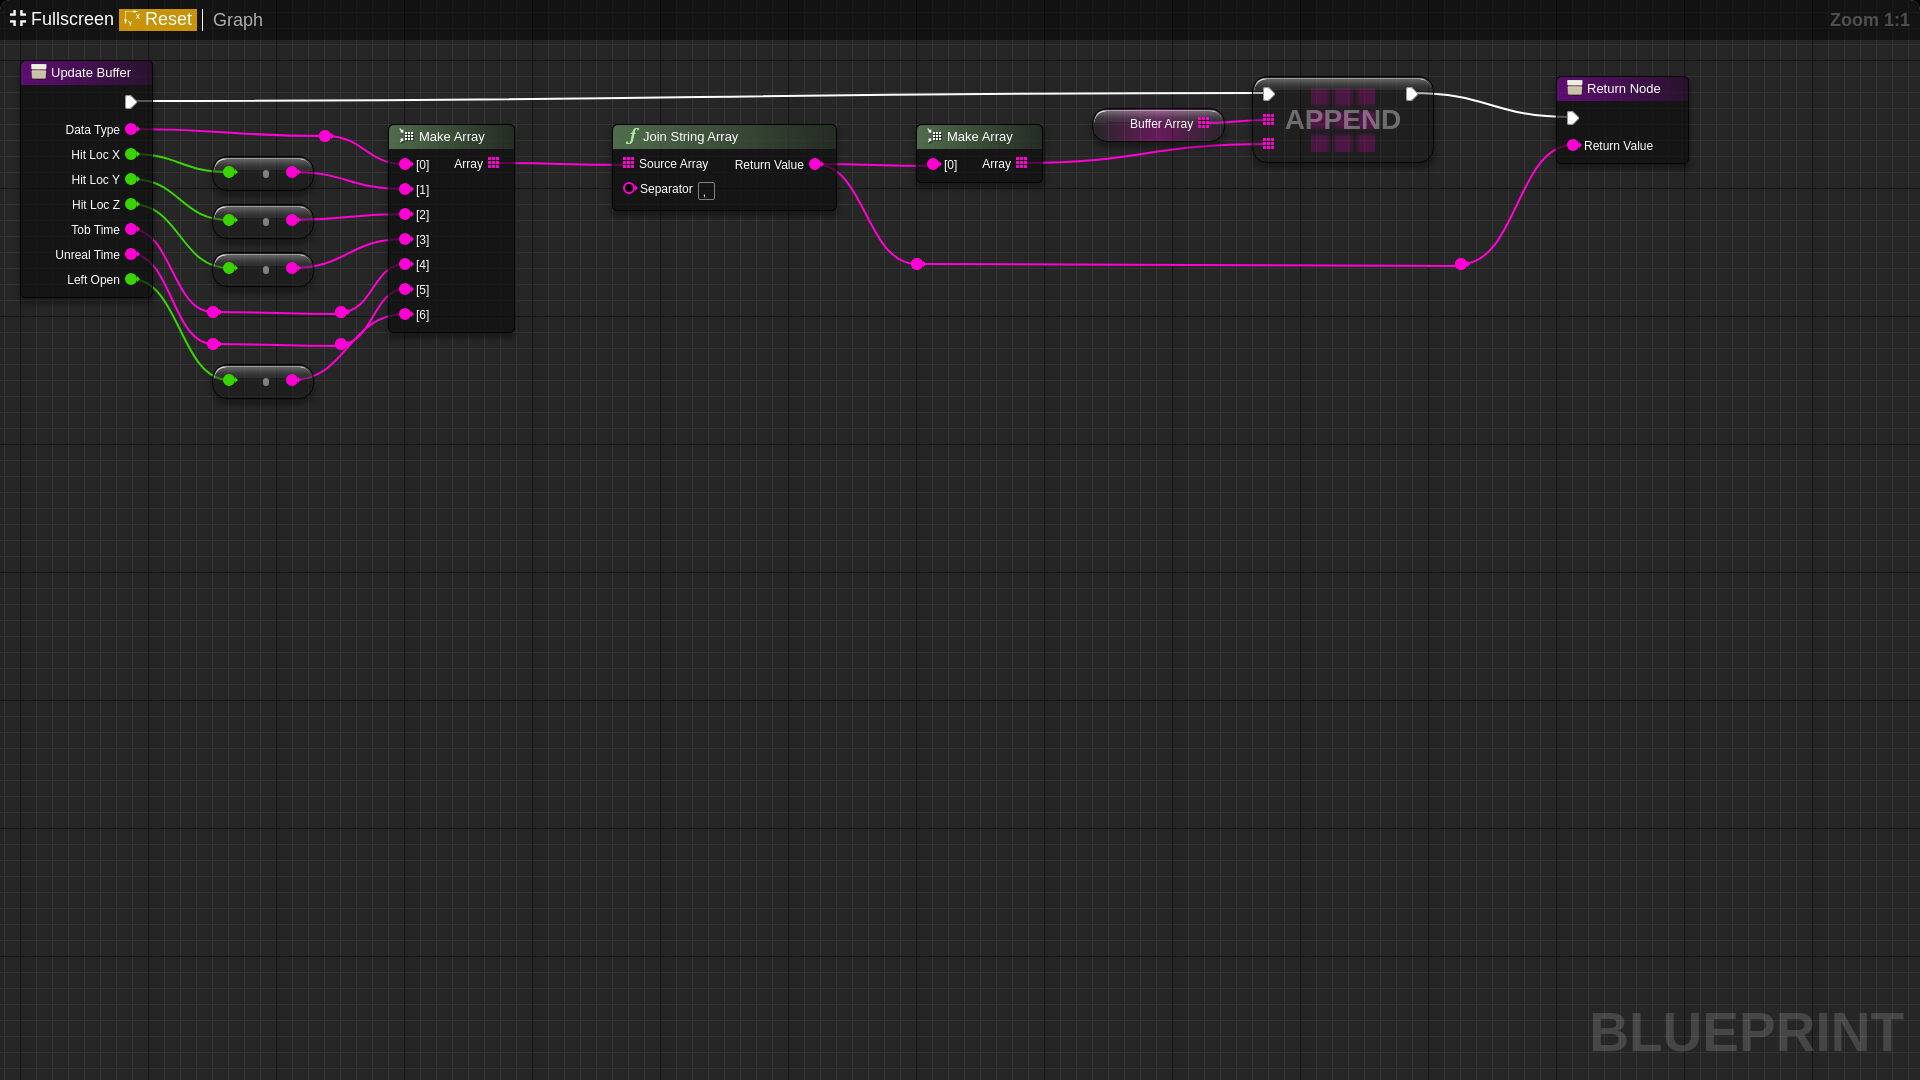 Fullscreen Reset Graph Zoom 1:1
Update Buffer
Data Type
Hit Loc X
Hit Loc Y
Hit Loc Z
Tob Time
Unreal Time
Left Open
Make Array
[0] Array
[1]
[2]
[3]
[4]
[5]
[6]
Join String Array
Source Array Return Value
Separator ,
Make Array
[0] Array
Buffer Array
APPEND
Return Node
Return Value
BLUEPRINT